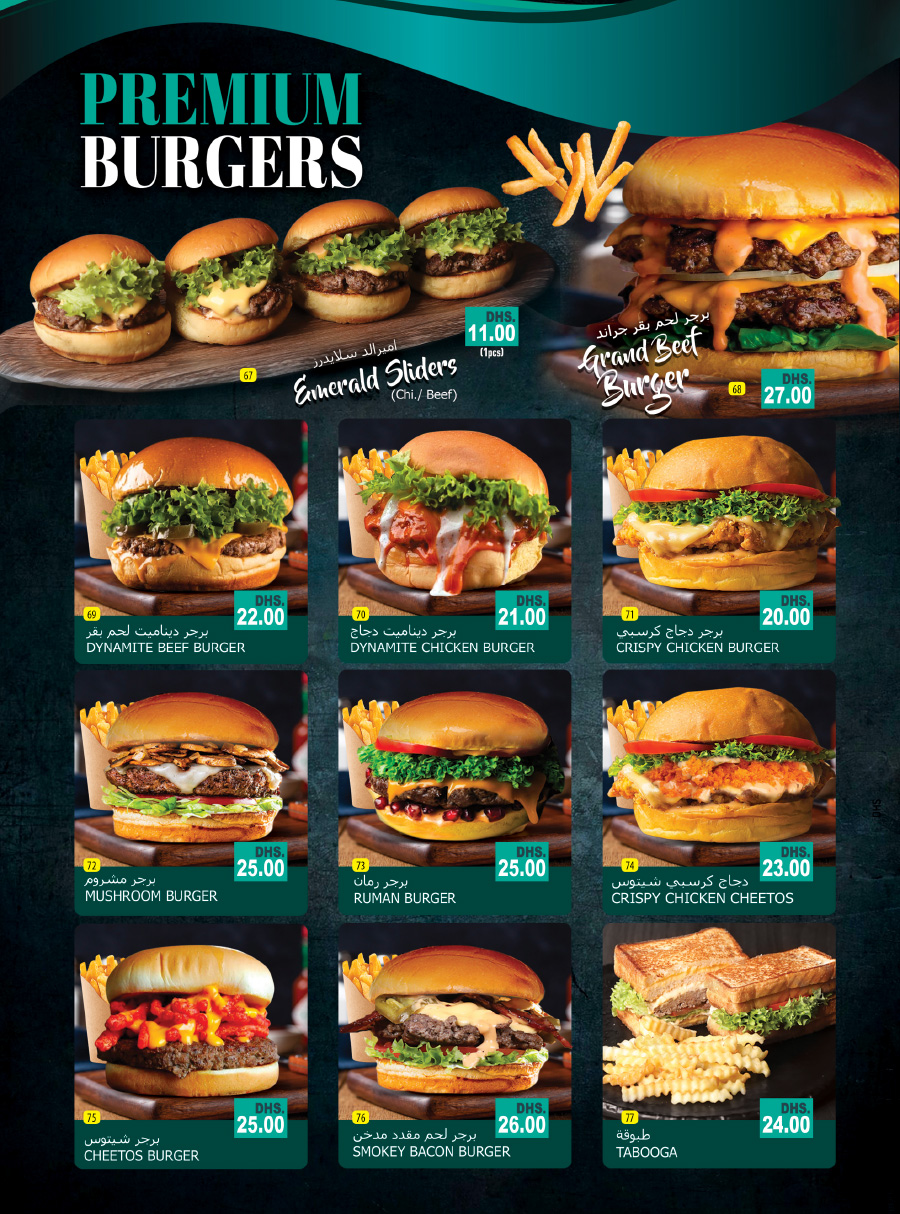 PREMIUM
BURGERS
DHS.
11.00
(1pcs)
اميرالد سلايدرز
67
Emerald Sliders
(Chi./ Beef)
برجر لحم بقر جراند
Grand Beef
Burger
68
DHS.
27.00
69
DHS.
22.00
برجر ديناميت لحم بقر
DYNAMITE BEEF BURGER
70
DHS.
21.00
برجر ديناميت دجاج
DYNAMITE CHICKEN BURGER
71
DHS.
20.00
برجر دجاج كرسبي
CRISPY CHICKEN BURGER
72
DHS.
25.00
برجر مشروم
MUSHROOM BURGER
73
DHS.
25.00
برجر رمان
RUMAN BURGER
74
DHS.
23.00
دجاج كرسبي شيتوس
CRISPY CHICKEN CHEETOS
75
DHS.
25.00
برجر شيتوس
CHEETOS BURGER
76
DHS.
26.00
برجر لحم مقدد مدخن
SMOKEY BACON BURGER
77
DHS.
24.00
طبوقة
TABOOGA